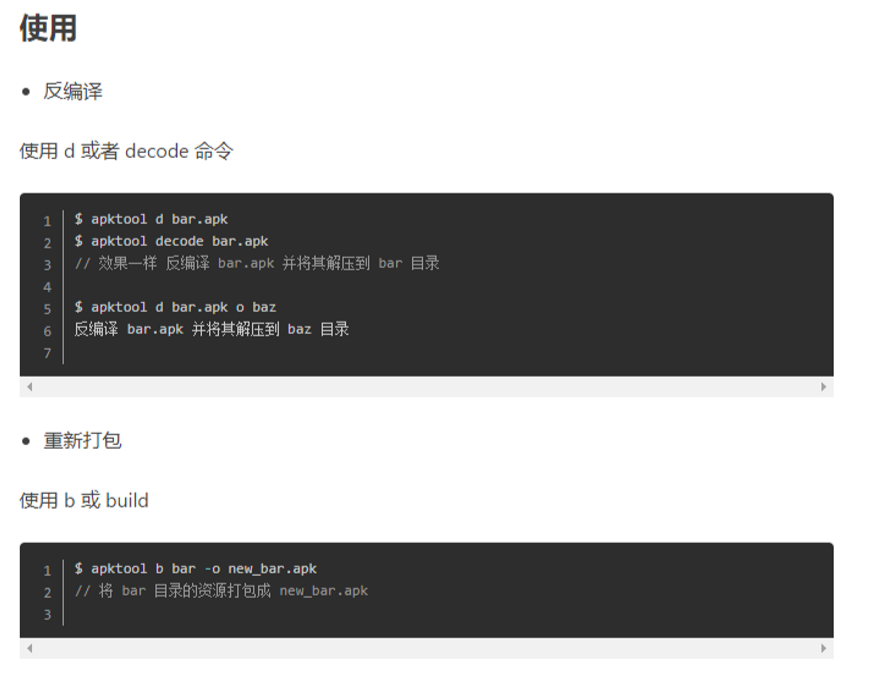 使用
• 反编译
使用 d 或者 decode 命令
1 $ apktool d bar.apk
2 $ apktool decode bar.apk
3 // 效果一样 反编译 bar.apk 并将其解压到 bar 目录
4
5 $ apktool d bar.apk o baz
6 反编译 bar.apk 并将其解压到 baz 目录
7
• 重新打包
使用 b 或 build
1 $ apktool b bar -o new_bar.apk
2 // 将 bar 目录的资源打包成 new_bar.apk
3